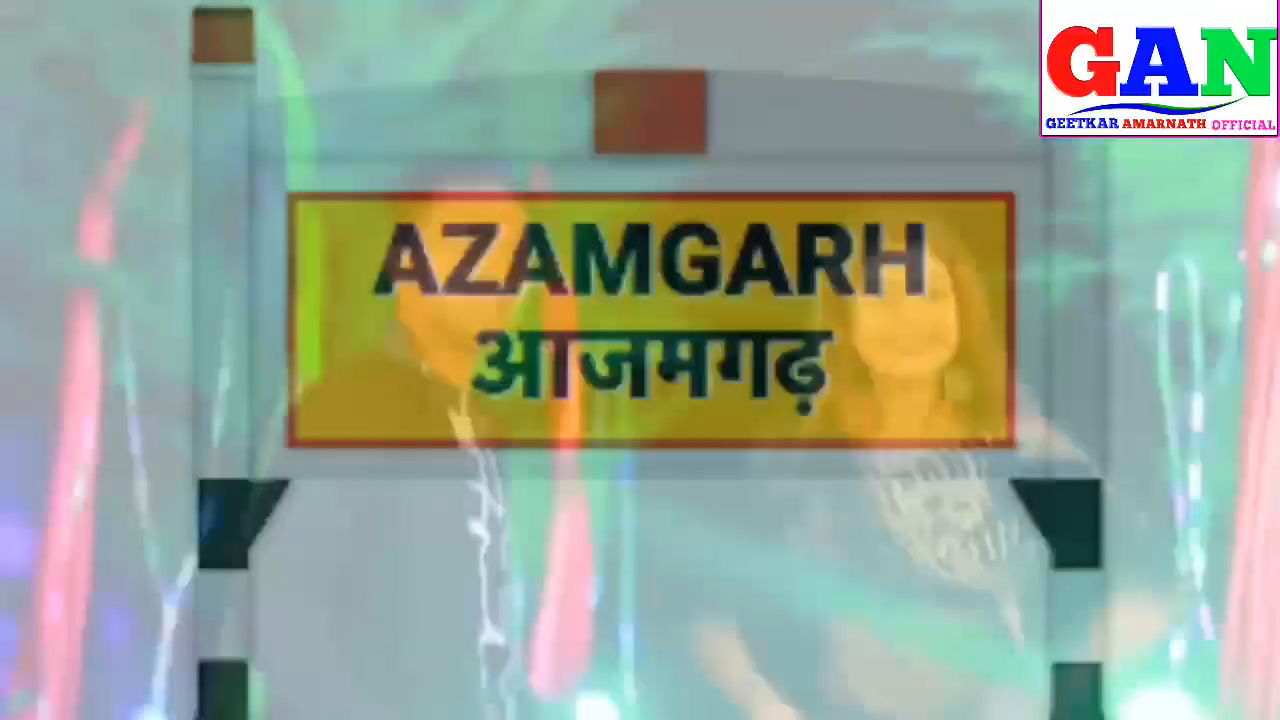 GAN
GEETKAR AMARNATH OFFICIAL
AZAMGARH
आजमगढ़